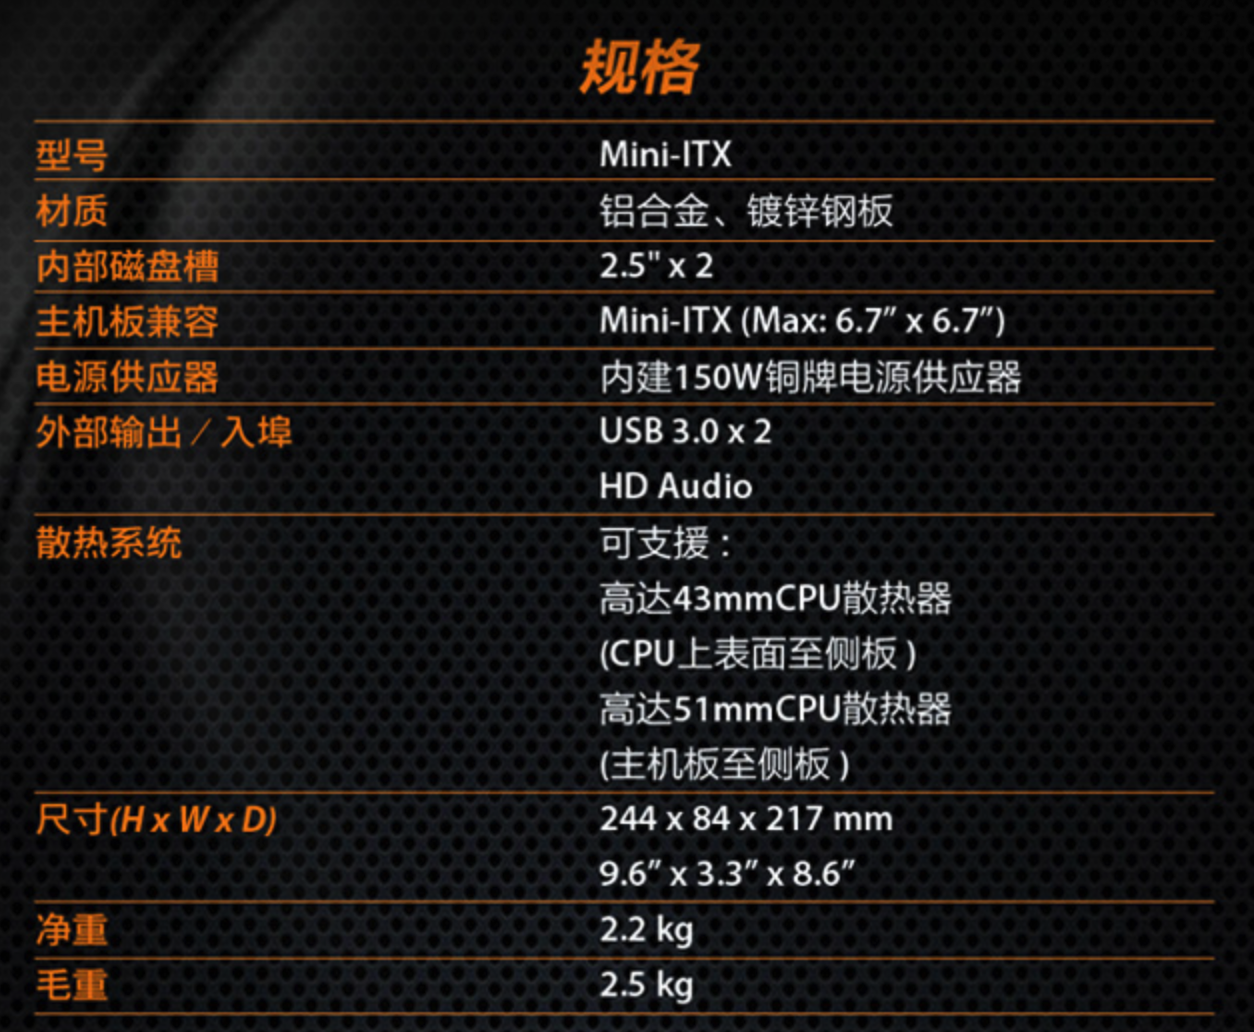 规格
型号 Mini-ITX
材质 铝合金、镀锌钢板
内部磁盘槽 2.5" x 2
主机板兼容 Mini-ITX (Max: 6.7” x 6.7”)
电源供应器 内建150W铜牌电源供应器
外部输出／入埠 USB 3.0 x 2
HD Audio
散热系统 可支援：
高达43mmCPU散热器
(CPU上表面至侧板 )
高达51mmCPU散热器
(主机板至侧板 )
尺寸(H x W x D) 244 x 84 x 217 mm
9.6” x 3.3” x 8.6”
净重 2.2 kg
毛重 2.5 kg